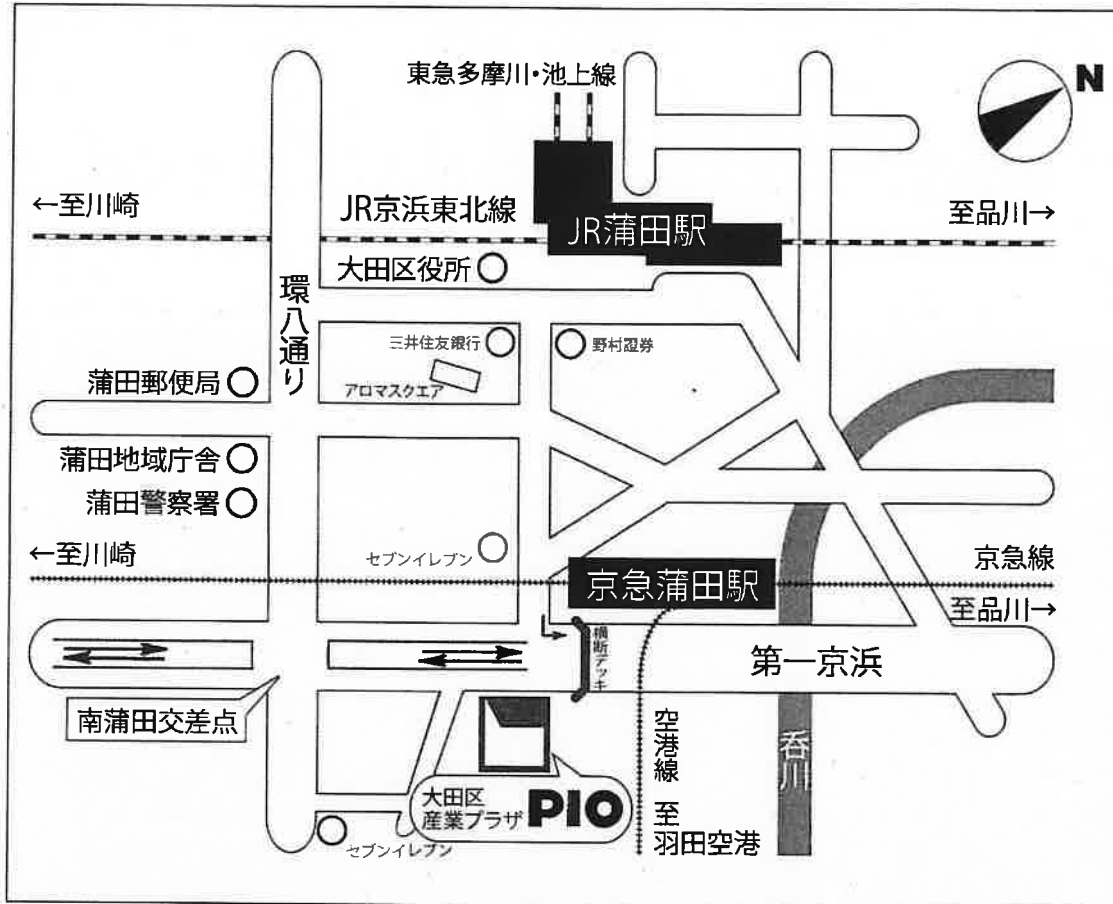 東急多摩川・池上線
N
←至川崎
JR京浜東北線
JR蒲田駅
至品川→
大田区役所
環八通り
三井住友銀行
野村證券
アロマスクエア
蒲田郵便局
蒲田地域庁舎
蒲田警察署
セブンイレブン
←至川崎
京急蒲田駅
京急線
至品川→
横断デッキ
第一京浜
南蒲田交差点
大田区
産業プラザ PIO
空港線 至
羽田空港
呑川
セブンイレブン